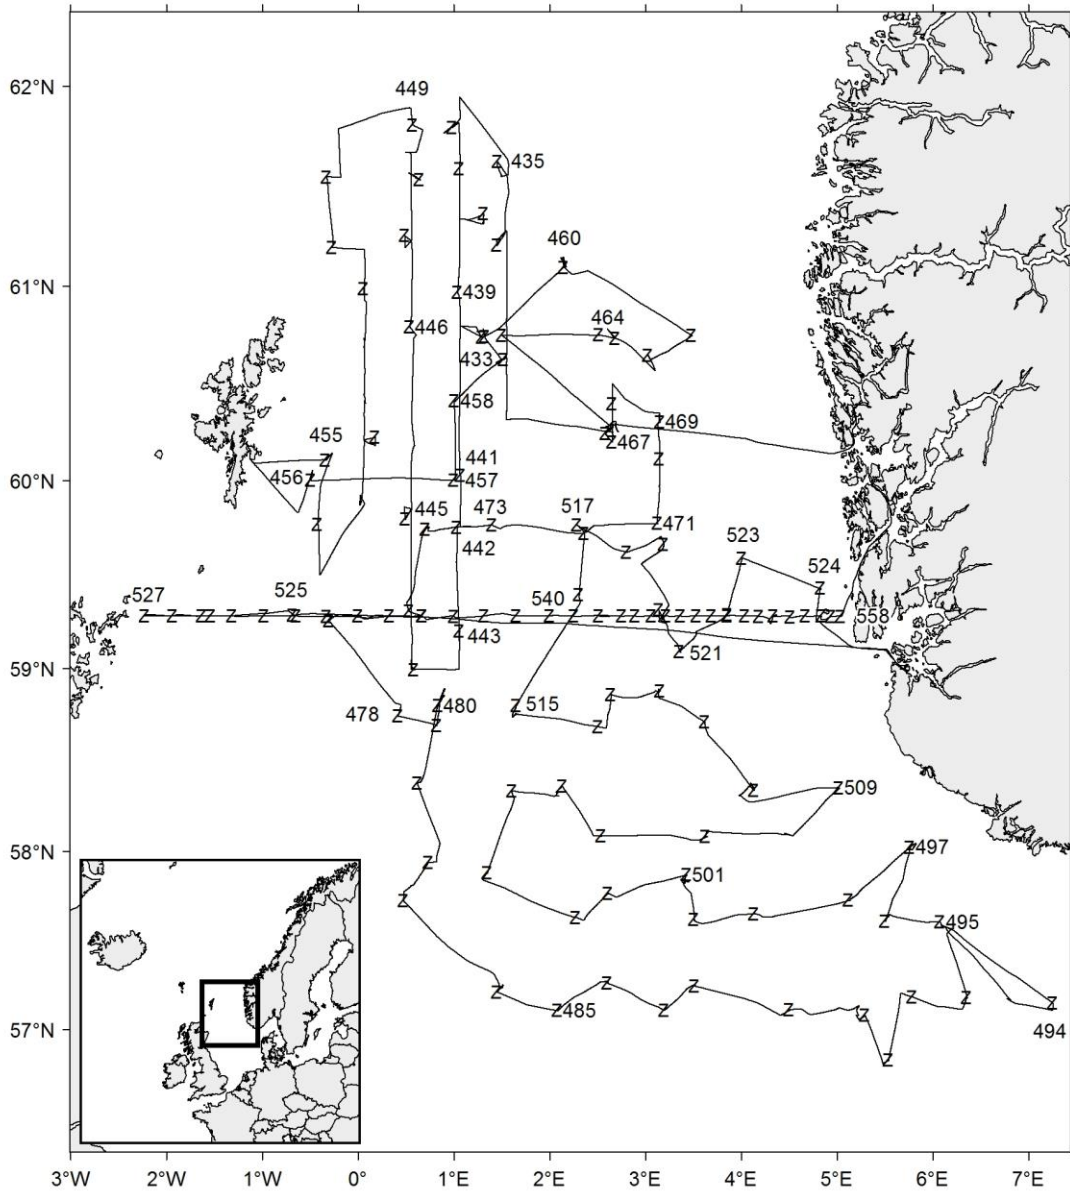 62°N
61°N
60°N
59°N
58°N
57°N
3°W 2°W 1°W 0° 1°E 2°E 3°E 4°E 5°E 6°E 7°E
449
Z Z
Z Z 435
Z Z Z
Z
Z Z Z 460
Z Z
Z Z 439
Z 446 Z Z Z 464 Z Z
433 Z Z
Z 458 Z
Z 469
Z Z Z 467
455 Z Z Z
441
456 Z Z Z 457
Z 445 Z
Z Z 442 473 Z 517 Z Z Z 471
Z Z 523 Z
Z 524 Z
527 525 540
Z Z Z Z Z Z Z Z Z Z Z Z Z Z Z Z Z Z Z Z Z Z Z Z Z Z Z Z Z Z 558
Z 443
Z 521
Z
478 Z Z 480 Z 515 Z Z
Z Z Z
Z Z Z Z Z 509
Z Z
Z Z Z 497
Z Z Z Z 501 Z
Z Z Z Z Z 495
Z Z 485 Z Z Z Z Z Z Z Z 494
Z